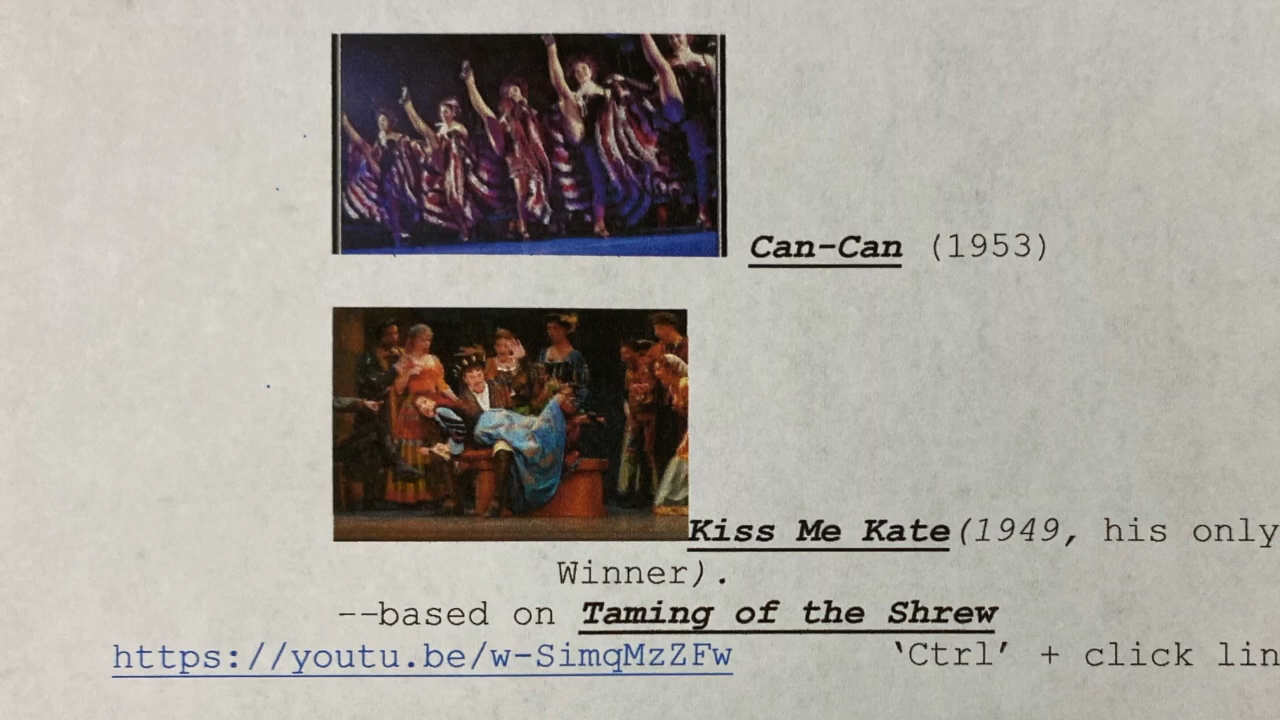 Can-Can (1953)
Kiss Me Kate(1949, his only
Winner).
--based on Taming of the Shrew
https://youtu.be/w-SimqMzZFw 'Ctrl' + click lin